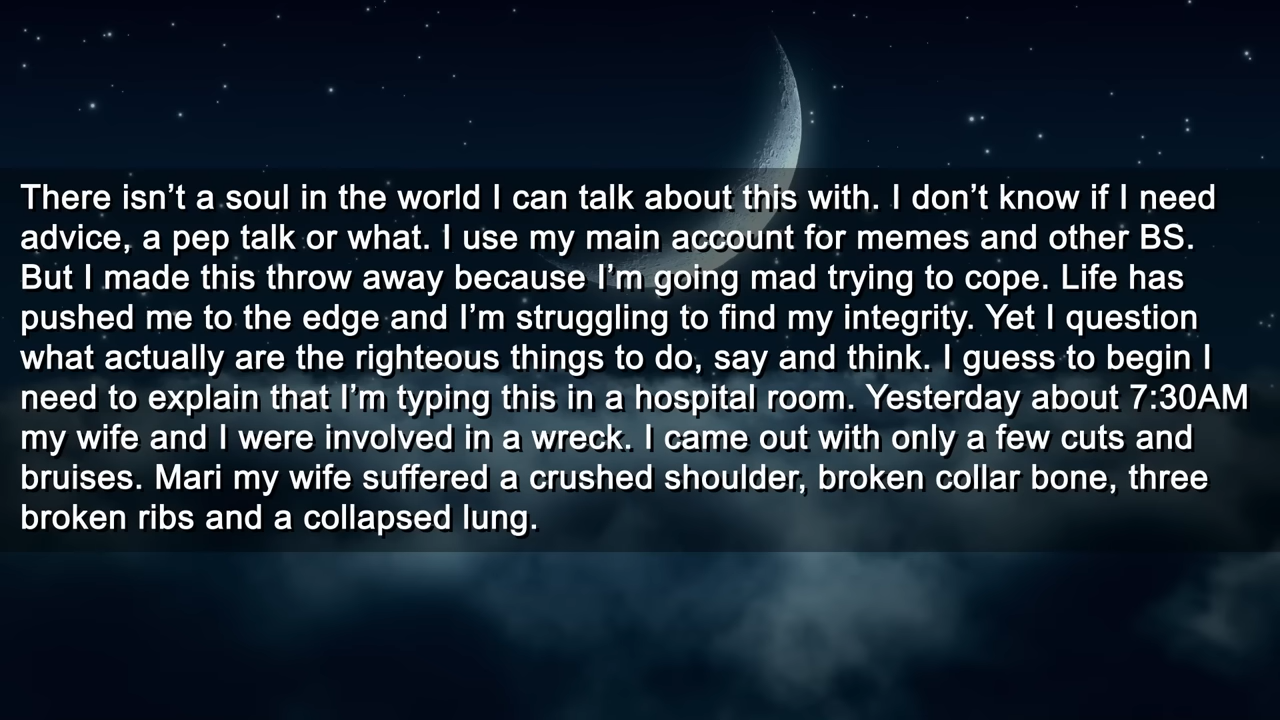 There isn’t a soul in the world I can talk about this with. I don’t know if I need
advice, a pep talk or what. I use my main account for memes and other BS.
But I made this throw away because I’m going mad trying to cope. Life has
pushed me to the edge and I’m struggling to find my integrity. Yet I question
what actually are the righteous things to do, say and think. I guess to begin I
need to explain that I’m typing this in a hospital room. Yesterday about 7:30AM
my wife and I were involved in a wreck. I came out with only a few cuts and
bruises. Mari my wife suffered a crushed shoulder, broken collar bone, three
broken ribs and a collapsed lung.